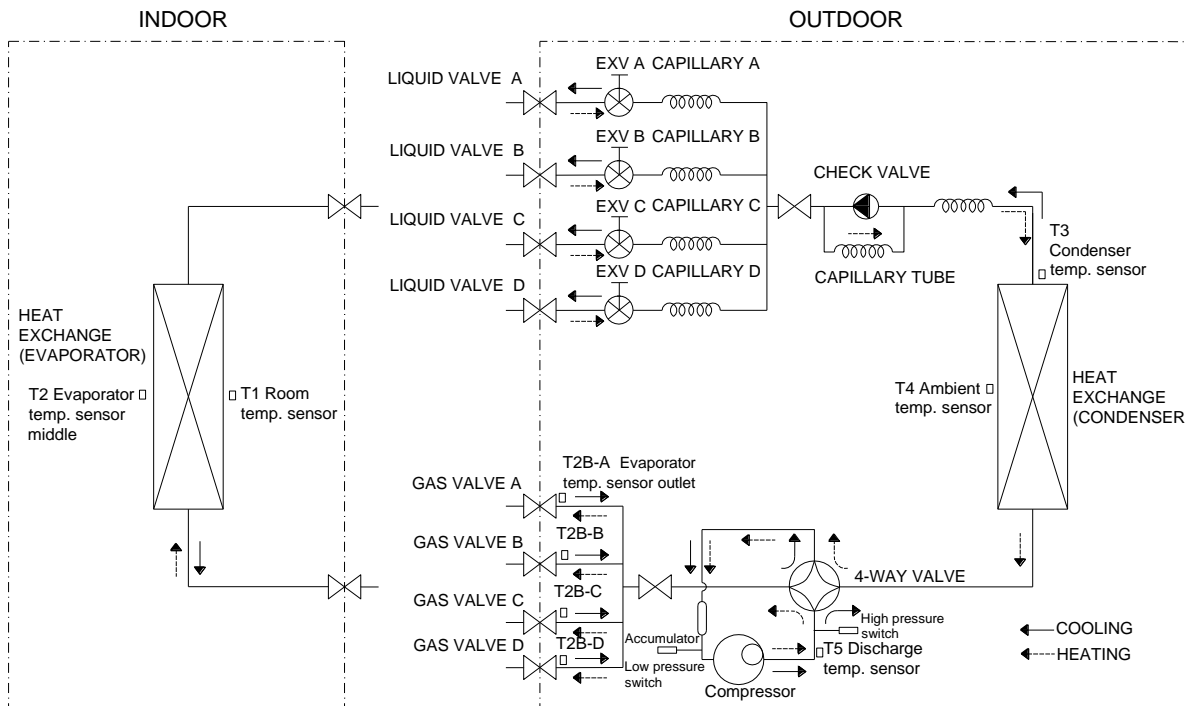 INDOOR
OUTDOOR
LIQUID VALVE A
EXV A CAPILLARY A
LIQUID VALVE B
EXV B CAPILLARY B
LIQUID VALVE C
EXV C CAPILLARY C
LIQUID VALVE D
EXV D CAPILLARY D
CHECK VALVE
CAPILLARY TUBE
T3
Condenser
temp. sensor
HEAT
EXCHANGE
(EVAPORATOR)
T2 Evaporator
temp. sensor
middle
T1 Room
temp. sensor
T4 Ambient
temp. sensor
HEAT
EXCHANGE
(CONDENSER
GAS VALVE A
T2B-A Evaporator
temp. sensor outlet
GAS VALVE B
T2B-B
GAS VALVE C
T2B-C
GAS VALVE D
T2B-D
4-WAY VALVE
High pressure
switch
Accumulator
Low pressure
switch
T5 Discharge
temp. sensor
Compressor
COOLING
HEATING